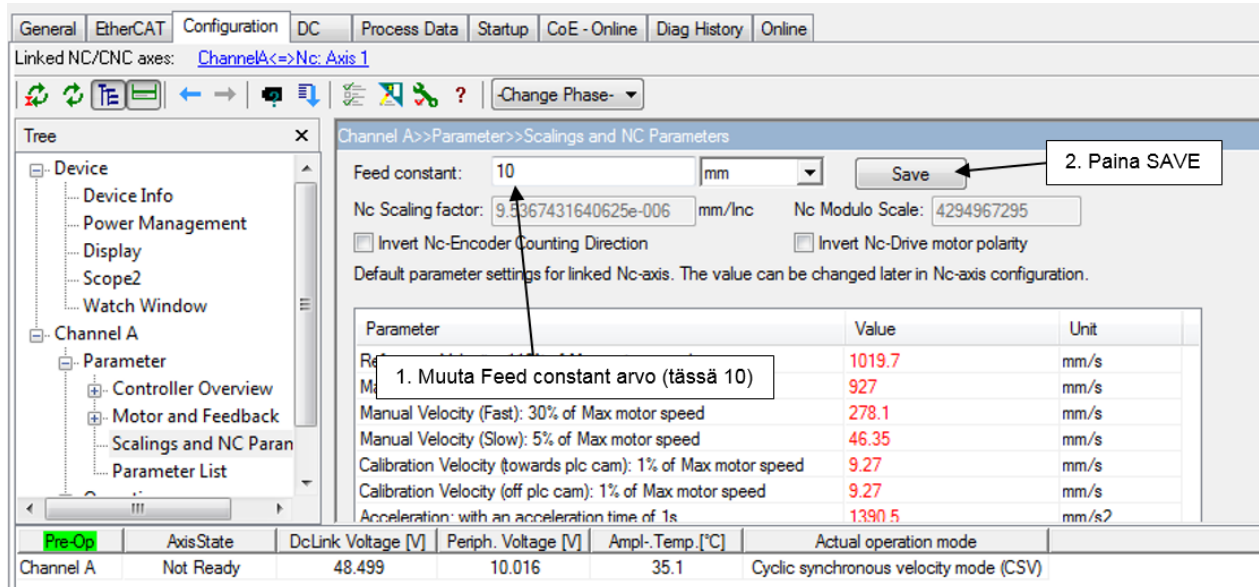 General EtherCAT Configuration DC Process Data Startup CoE - Online Diag History Online
Linked NC/CNC axes: ChannelA<=>Nc: Axis 1
TE ? -Change Phase-
Tree x Channel A>>Parameter>>Scalings and NC Parameters
Device
Device Info
Power Management
Display
Scope2
Watch Window
Channel A
Parameter
Controller Overview
Motor and Feedback
Scalings and NC Paran
Parameter List
Feed constant: 10 mm Save
2. Paina SAVE
Nc Scaling factor: 9.5367431640625e-006 mm/Inc Nc Modulo Scale: 4294967295
Invert Nc-Encoder Counting Direction Invert Nc-Drive motor polarity
Default parameter settings for linked Nc-axis. The value can be changed later in Nc-axis configuration.
Parameter Value Unit
1019.7 mm/s
1. Muuta Feed constant arvo (tässä 10)
927 mm/s
Manual Velocity (Fast): 30% of Max motor speed 278.1 mm/s
Manual Velocity (Slow): 5% of Max motor speed 46.35 mm/s
Calibration Velocity (towards plc cam): 1% of Max motor speed 9.27 mm/s
Calibration Velocity (off plc cam): 1% of Max motor speed 9.27 mm/s
Acceleration: with an acceleration time of 1s 1390.5 mm/s2
Pre-Op AxisState DcLink Voltage [V] Periph. Voltage [V] Ampl-.Temp.[°C] Actual operation mode
Channel A Not Ready 48.499 10.016 35.1 Cyclic synchronous velocity mode (CSV)